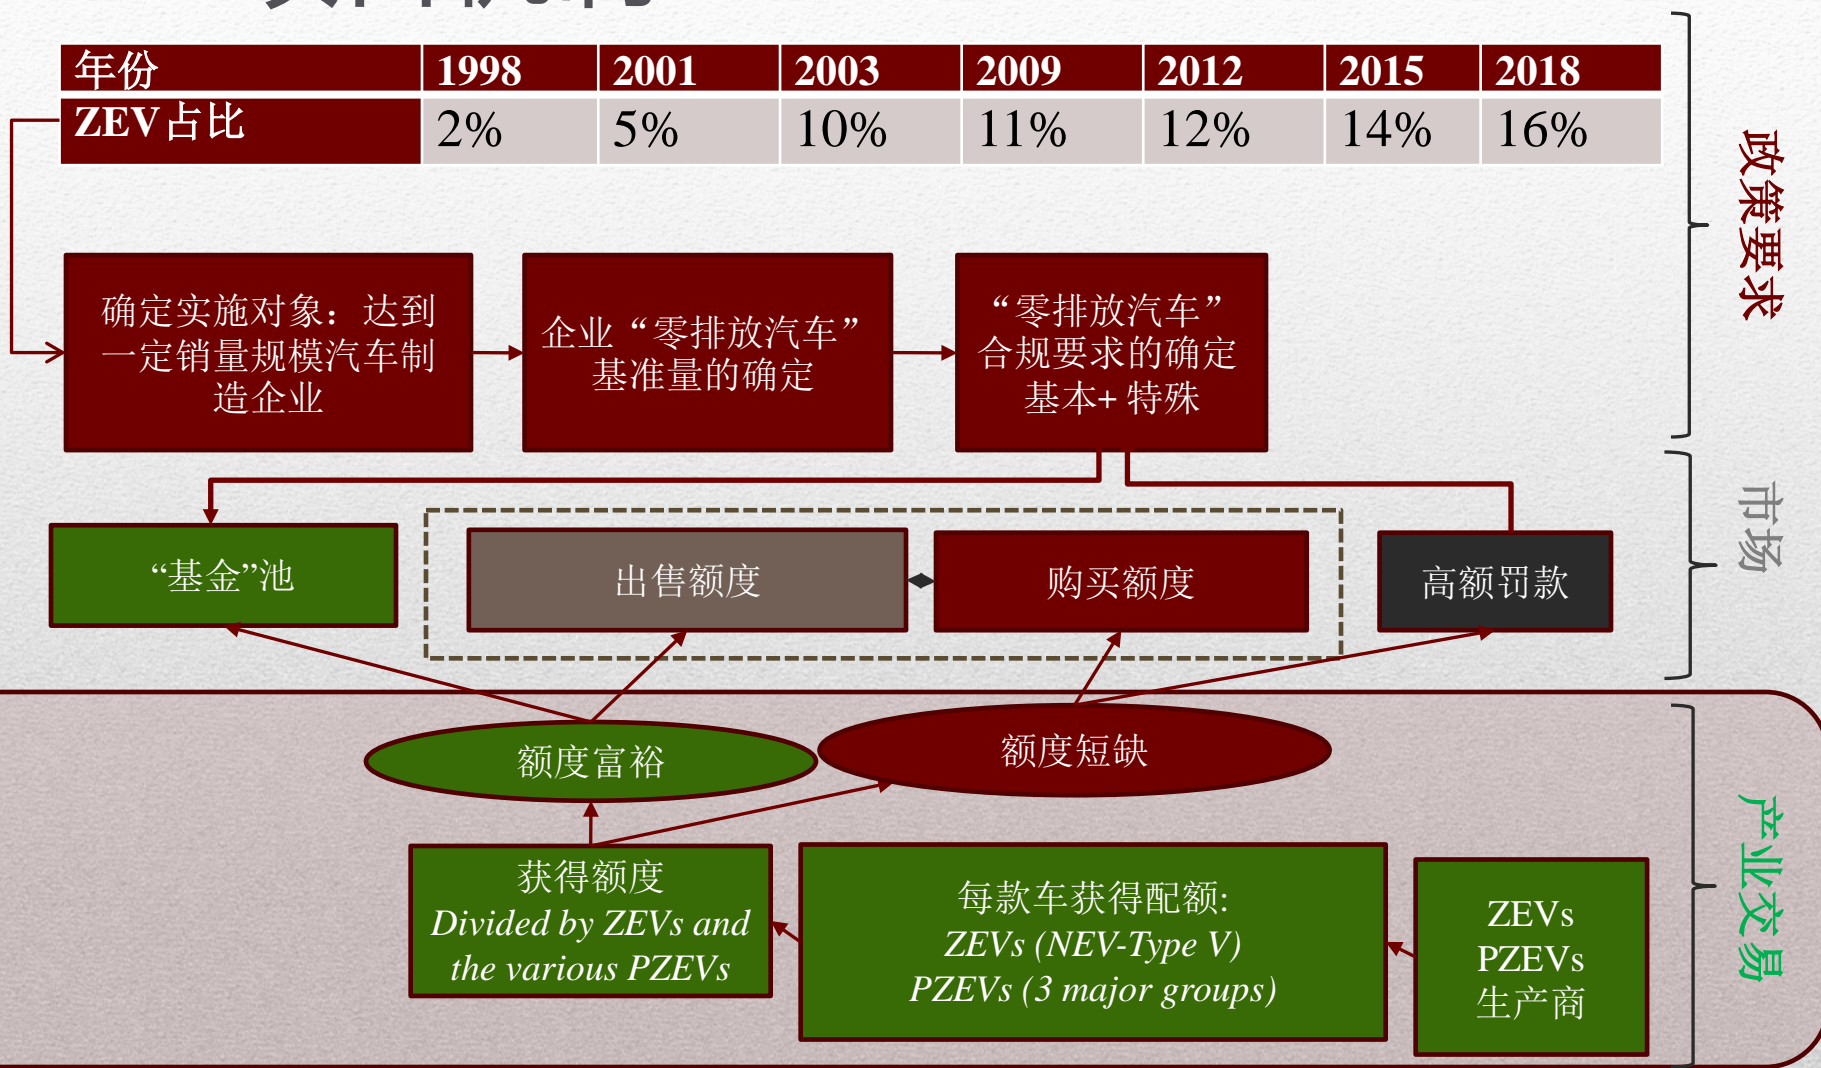 年份 1998 2001 2003 2009 2012 2015 2018
ZEV占比 2% 5% 10% 11% 12% 14% 16%
政策要求
确定实施对象：达到
一定销量规模汽车制
造企业
企业“零排放汽车”
基准量的确定
“零排放汽车”
合规要求的确定
基本+ 特殊
市场
“基金”池
出售额度
购买额度
高额罚款
额度富裕
额度短缺
产业交易
获得额度
Divided by ZEVs and
the various PZEVs
每款车获得配额:
ZEVs (NEV-Type V)
PZEVs (3 major groups)
ZEVs
PZEVs
生产商